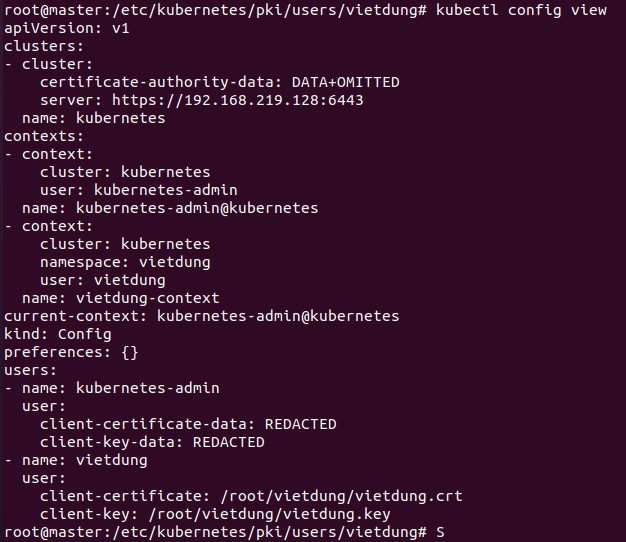 root@master:/etc/kubernetes/pki/users/vietdung# kubectl config view
apiVersion: v1
clusters:
- cluster:
    certificate-authority-data: DATA+OMITTED
    server: https://192.168.219.128:6443
  name: kubernetes
contexts:
- context:
    cluster: kubernetes
    user: kubernetes-admin
  name: kubernetes-admin@kubernetes
- context:
    cluster: kubernetes
    namespace: vietdung
    user: vietdung
  name: vietdung-context
current-context: kubernetes-admin@kubernetes
kind: Config
preferences: {}
users:
- name: kubernetes-admin
  user:
    client-certificate-data: REDACTED
    client-key-data: REDACTED
- name: vietdung
  user:
    client-certificate: /root/vietdung/vietdung.crt
    client-key: /root/vietdung/vietdung.key
root@master:/etc/kubernetes/pki/users/vietdung# S